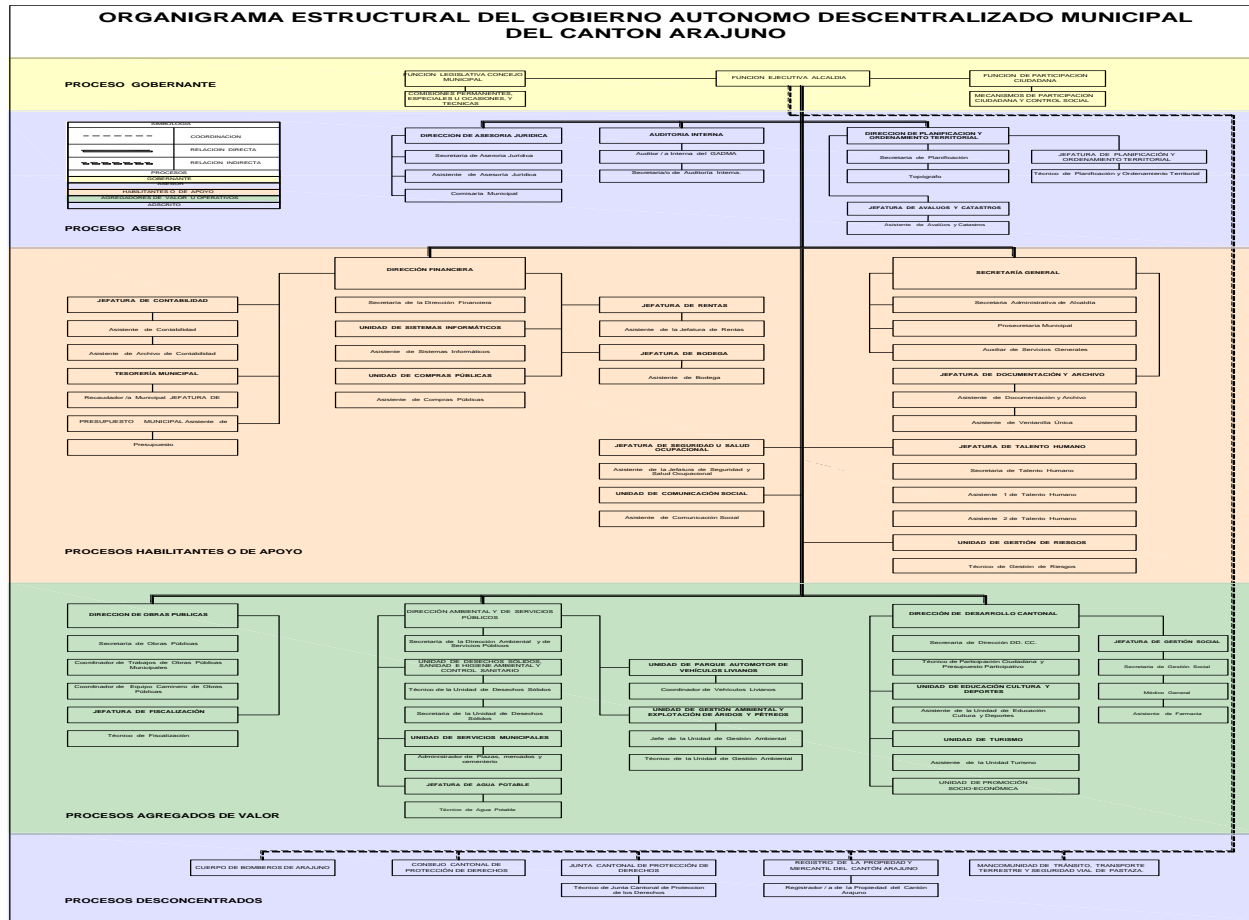 ORGANIGRAMA ESTRUCTURAL DEL GOBIERNO AUTONOMO DESCENTRALIZADO MUNICIPAL
DEL CANTON ARAJUNO
PROCESO GOBERNANTE
FUNCION LEGISLATIVA CONCEJO
MUNICIPAL
COMISIONES PERMANENTES,
ESPECIALES U OCASIONES, Y
TECNICAS
FUNCION EJECUTIVA ALCALDIA
FUNCION DE PARTICIPACION
CIUDADANA
MECANISMOS DE PARTICIPACION
CIUDADANA Y CONTROL SOCIAL
SIMBOLOGIA
COORDINACION
RELACION DIRECTA
RELACION INDIRECTA
PROCESOS
GOBERNANTE
ASESOR
HABILITANTES O DE APOYO
AGREGADORES DE VALOR U OPERATIVOS
ADSCRITO
DIRECCION DE ASESORIA JURIDICA
Secretaria de Asesoría Jurídica
Asistente de Asesoría Jurídica
Comisaría Municipal
AUDITORIA INTERNA
Auditor / a Interna del GADMA
Secretaria/o de Auditoría Interna.
DIRECCION DE PLANIFICACION Y
ORDENAMIENTO TERRITORIAL
Secretaria de Planificación
Topógrafo
JEFATURA DE AVALUOS Y CATASTROS
Asistente de Avalúos y Catastros
JEFATURA DE PLANIFICACIÓN Y
ORDENAMIENTO TERRITORIAL
Técnico de Planificación y Ordenamiento Territorial
PROCESO ASESOR
DIRECCIÓN FINANCIERA
Secretaria de la Dirección Financiera
UNIDAD DE SISTEMAS INFORMÁTICOS
Asistente de Sistemas Informáticos
UNIDAD DE COMPRAS PÚBLICAS
Asistente de Compras Públicas
JEFATURA DE CONTABILIDAD
Asistente de Contabilidad
Asistente de Archivo de Contabilidad
TESORERÍA MUNICIPAL
Recaudador /a Municipal JEFATURA DE
PRESUPUESTO MUNICIPAL Asistente de
Presupuesto
JEFATURA DE RENTAS
Asistente de la Jefatura de Rentas
JEFATURA DE BODEGA
Asistente de Bodega
JEFATURA DE SEGURIDAD U SALUD
OCUPACIONAL
Asistente de la Jefatura de Seguridad y
Salud Ocupacional
UNIDAD DE COMUNICACIÓN SOCIAL
Asistente de Comunicación Social
SECRETARÍA GENERAL
Secretaria Administrativa de Alcaldía
Prosecretaria Municipal
Auxiliar de Servicios Generales
JEFATURA DE DOCUMENTACIÓN Y ARCHIVO
Asistente de Documentación y Archivo
Asistente de Ventanilla Única
JEFATURA DE TALENTO HUMANO
Secretaria de Talento Humano
Asistente 1 de Talento Humano
Asistente 2 de Talento Humano
UNIDAD DE GESTIÓN DE RIESGOS
Técnico de Gestión de Riesgos
PROCESOS HABILITANTES O DE APOYO
DIRECCION DE OBRAS PUBLICAS
Secretaria de Obras Públicas
Coordinador de Trabajos de Obras Públicas
Municipales
Coordinador de Equipo Caminero de Obras
Públicas
JEFATURA DE FISCALIZACIÓN
Técnico de Fiscalización
DIRECCIÓN AMBIENTAL Y DE SERVICIOS
PÚBLICOS
Secretaria de la Dirección Ambiental y de
Servicios Públicos
UNIDAD DE DESECHOS SÓLIDOS,
SANIDAD E HIGIENE AMBIENTAL Y
CONTROL SANITARIO
Técnico de la Unidad de Desechos Sólidos
Secretaria de la Unidad de Desechos
Sólidos
UNIDAD DE SERVICIOS MUNICIPALES
Administrador de Plazas, mercados y
cementerio
JEFATURA DE AGUA POTABLE
Técnico de Agua Potable
UNIDAD DE PARQUE AUTOMOTOR DE
VEHÍCULOS LIVIANOS
Coordinador de Vehículos Livianos
UNIDAD DE GESTIÓN AMBIENTAL Y
EXPLOTACIÓN DE ÁRIDOS Y PÉTREOS
Jefe de la Unidad de Gestión Ambiental
Técnico de la Unidad de Gestión Ambiental
DIRECCIÓN DE DESARROLLO CANTONAL
Secretaria de Dirección DD. CC.
Técnico de Participación Ciudadana y
Presupuesto Participativo
UNIDAD DE EDUCACIÓN CULTURA Y
DEPORTES
Asistente de la Unidad de Educación
Cultura y Deportes
UNIDAD DE TURISMO
Asistente de la Unidad Turismo
UNIDAD DE PROMOCIÓN
SOCIO-ECONÓMICA
JEFATURA DE GESTIÓN SOCIAL
Secretaria de Gestión Social
Médico General
Asistente de Farmacia
PROCESOS AGREGADOS DE VALOR
CUERPO DE BOMBEROS DE ARAJUNO
CONSEJO CANTONAL DE
PROTECCIÓN DE DERECHOS
JUNTA CANTONAL DE PROTECCIÓN DE
DERECHOS
Técnico de Junta Cantonal de Proteccion
de los Derechos
REGISTRO DE LA PROPIEDAD Y
MERCANTIL DEL CANTÓN ARAJUNO
Registrador / a de la Propiedad del Cantón
Arajuno
MANCOMUNIDAD DE TRÁNSITO, TRANSPORTE
TERRESTRE Y SEGURIDAD VIAL DE PASTAZA.
PROCESOS DESCONCENTRADOS